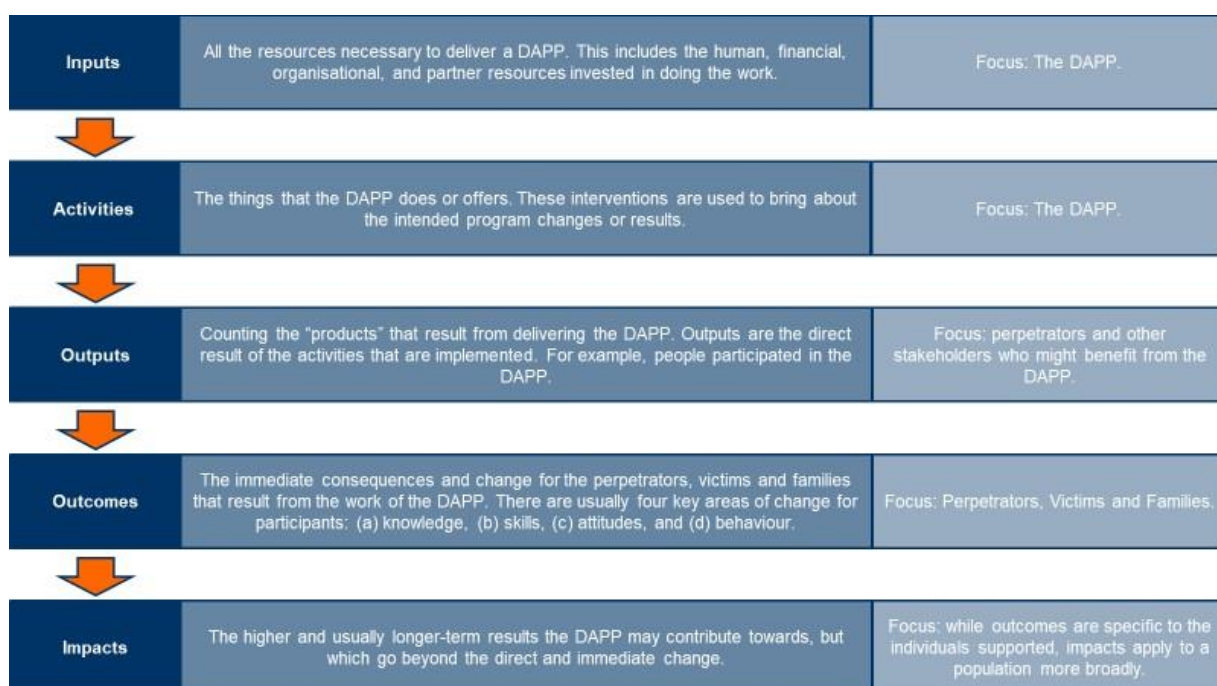 Inputs
All the resources necessary to deliver a DAPP. This includes the human, financial,
organisational, and partner resources invested in doing the work.
Focus: The DAPP.
Activities
The things that the DAPP does or offers. These interventions are used to bring about
the intended program changes or results.
Focus: The DAPP.
Outputs
Counting the “products” that result from delivering the DAPP. Outputs are the direct
result of the activities that are implemented. For example, people participated in the
DAPP.
Focus: perpetrators and other
stakeholders who might benefit from the
DAPP.
Outcomes
The immediate consequences and change for the perpetrators, victims and families
that result from the work of the DAPP. There are usually four key areas of change for
participants: (a) knowledge, (b) skills, (c) attitudes, and (d) behaviour.
Focus: Perpetrators, Victims and Families.
Impacts
The higher and usually longer-term results the DAPP may contribute towards, but
which go beyond the direct and immediate change.
Focus: while outcomes are specific to the
individuals supported, impacts apply to a
population more broadly.